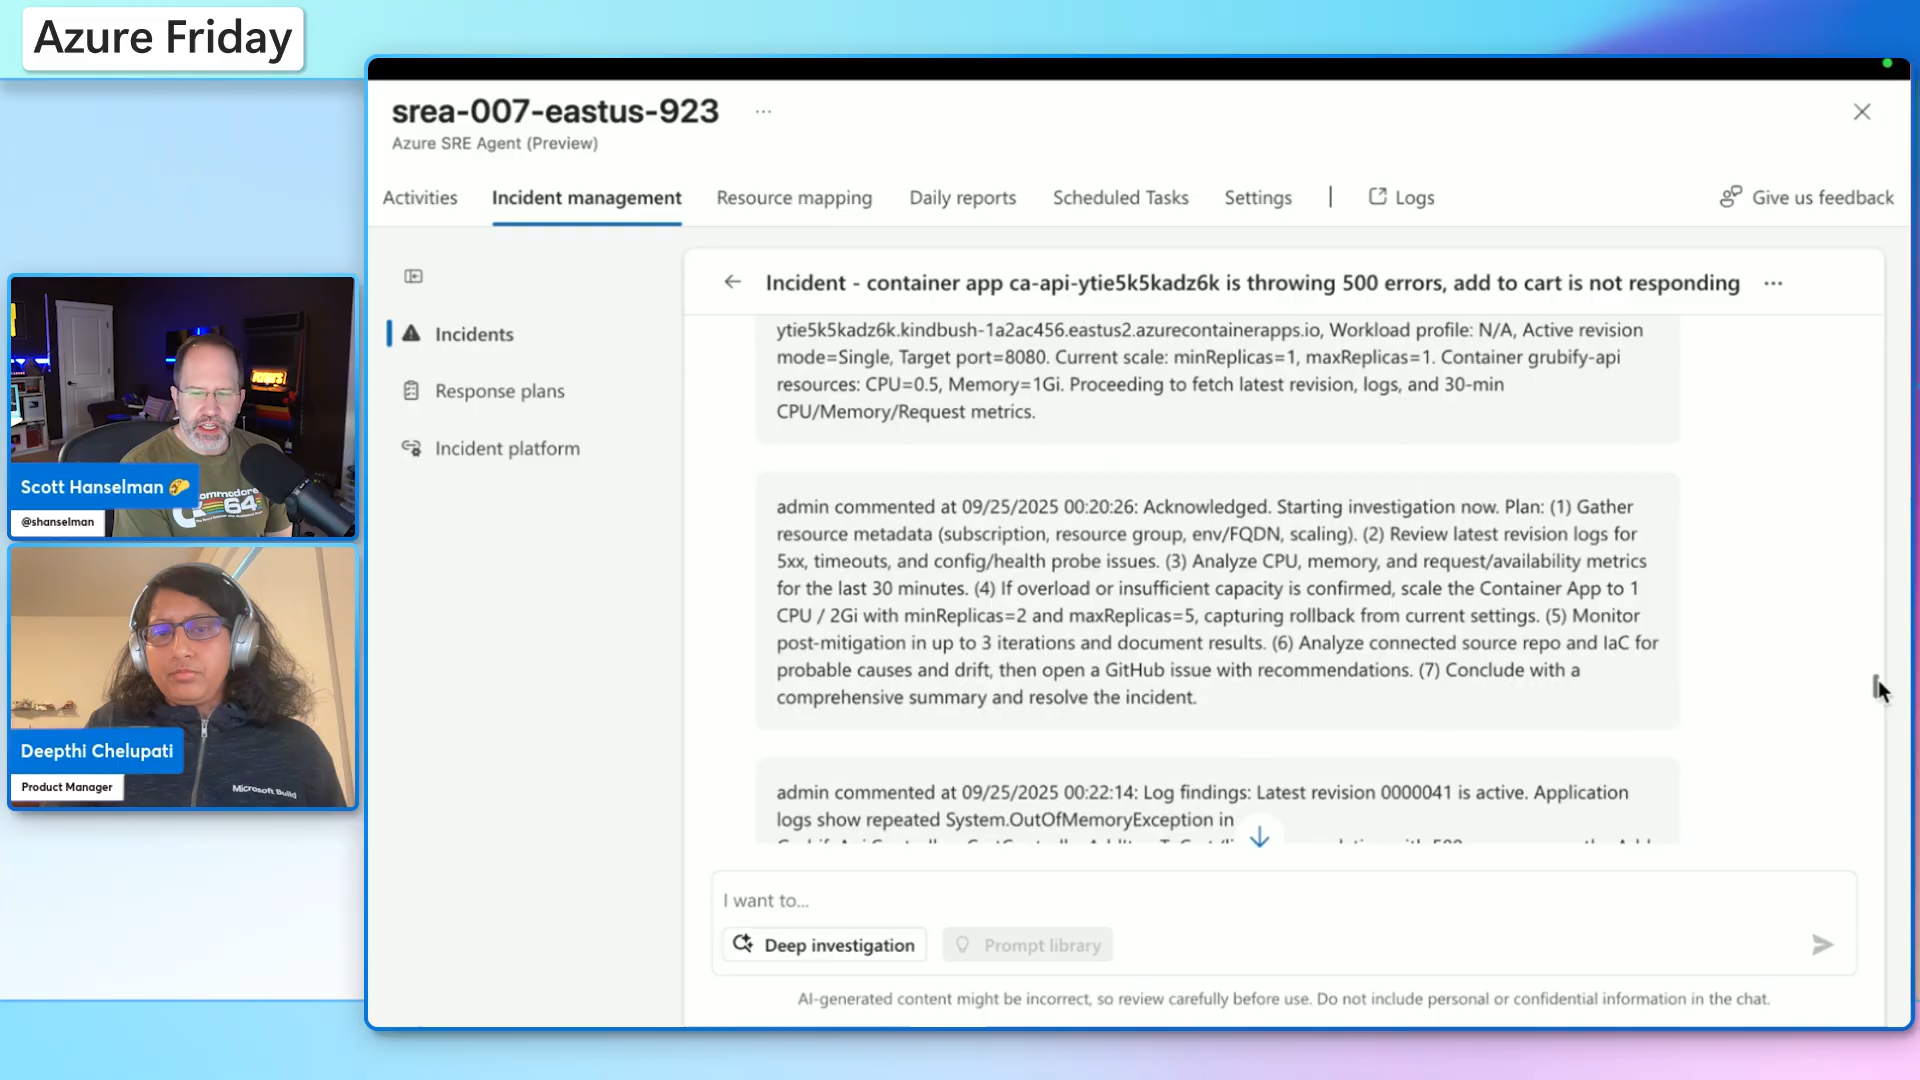 Azure Friday
srea-007-eastus-923
...
Azure SRE Agent (Preview)
Activities
Incident management
Resource mapping
Daily reports
Scheduled Tasks
Settings
Logs
Give us feedback
Incidents
Response plans
Incident platform
Incident - container app ca-api-ytie5k5kadz6k is throwing 500 errors, add to cart is not responding
...
ytie5k5kadz6k.kindbush-1a2ac456.eastus2.azurecontainerapps.io, Workload profile: N/A, Active revision
mode=Single, Target port=8080. Current scale: minReplicas=1, maxReplicas=1. Container grubify-api
resources: CPU=0.5, Memory=1Gi. Proceeding to fetch latest revision, logs, and 30-min
CPU/Memory/Request metrics.
admin commented at 09/25/2025 00:20:26: Acknowledged. Starting investigation now. Plan: (1) Gather
resource metadata (subscription, resource group, env/FQDN, scaling). (2) Review latest revision logs for
5xx, timeouts, and config/health probe issues. (3) Analyze CPU, memory, and request/availability metrics
for the last 30 minutes. (4) If overload or insufficient capacity is confirmed, scale the Container App to 1
CPU / 2Gi with minReplicas=2 and maxReplicas=5, capturing rollback from current settings. (5) Monitor
post-mitigation in up to 3 iterations and document results. (6) Analyze connected source repo and IaC for
probable causes and drift, then open a GitHub issue with recommendations. (7) Conclude with a
comprehensive summary and resolve the incident.
admin commented at 09/25/2025 00:22:14: Log findings: Latest revision 0000041 is active. Application
logs show repeated System.OutOfMemoryException in
I want to...
Deep investigation
Prompt library
AI-generated content might be incorrect, so review carefully before use. Do not include personal or confidential information in the chat.
Scott Hanselman 🌮
@shanselman
commodore
64
Deepthi Chelupati
Product Manager
Microsoft Build